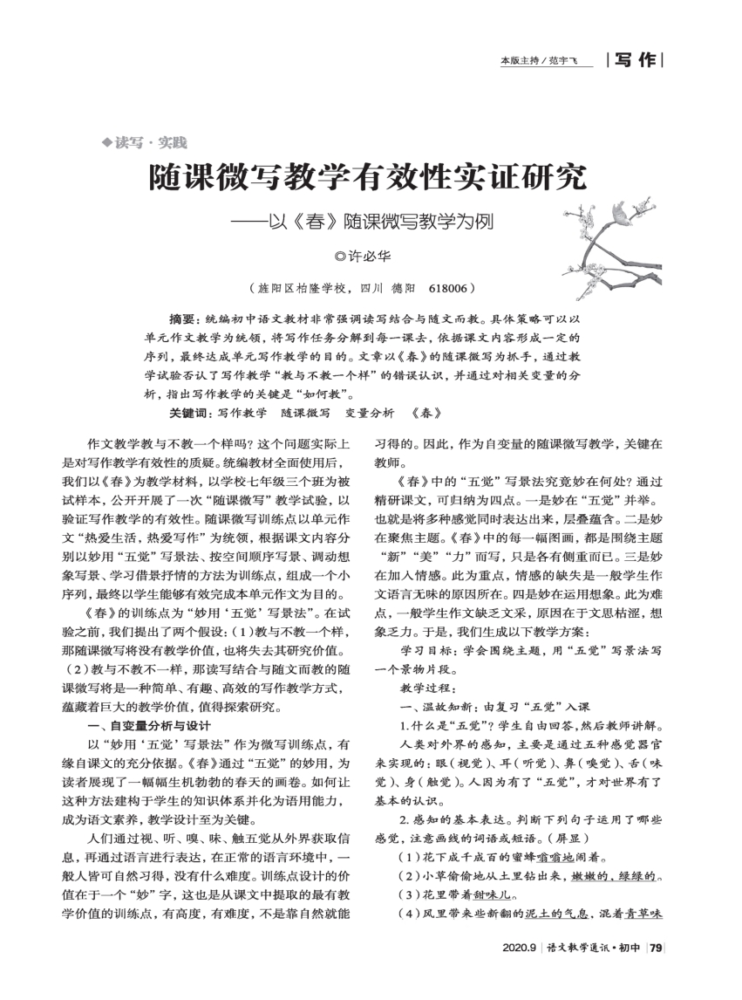 本版主持/范宇飞
写作
◆读写·实践
随课微写教学有效性实证研究
——以《春》随课微写教学为例
◎许必华
（旌阳区柏隆学校，四川 德阳 618006）
摘要：统编初中语文教材非常强调读写结合与随文而教。具体策略可以以
单元作文教学为统领，将写作任务分解到每一课去，依据课文内容形成一定的
序列，最终达成单元写作教学的目的。文章以《春》的随课微写为抓手，通过教
学试验否认了写作教学“教与不教一个样”的错误认识，并通过对相关变量的分
析，指出写作教学的关键是“如何教”。
关键词：写作教学 随课微写 变量分析 《春》
作文教学教与不教一个样吗？这个问题实际上
是对写作教学有效性的质疑。统编教材全面使用后，
我们以《春》为教学材料，以学校七年级三个班为被
试样本，公开开展了一次“随课微写”教学试验，以
验证写作教学的有效性。随课微写训练点以单元作
文“热爱生活，热爱写作”为统领，根据课文内容分
别以妙用“五觉”写景法、按空间顺序写景、调动想
象写景、学习借景抒情的方法为训练点，组成一个小
序列，最终以学生能够有效完成本单元作文为目的。
《春》的训练点为“妙用‘五觉’写景法”。在试
验之前，我们提出了两个假设：（1）教与不教一个样，
那随课微写将没有教学价值，也将失去其研究价值。
（2）教与不教不一样，那读写结合与随文而教的随
课微写将是一种简单、有趣、高效的写作教学方式，
蕴藏着巨大的教学价值，值得探索研究。
一、自变量分析与设计
以“妙用‘五觉’写景法”作为微写训练点，有
缘自课文的充分依据。《春》通过“五觉”的妙用，为
读者展现了一幅幅生机勃勃的春天的画卷。如何让
这种方法建构于学生的知识体系并化为语用能力，
成为语文素养，教学设计至为关键。
人们通过视、听、嗅、味、触五觉从外界获取信
息，再通过语言进行表达，在正常的语言环境中，一
般人皆可自然习得，没有什么难度。训练点设计的价
值在于一个“妙”字，这也是从课文中提取的最有教
学价值的训练点，有高度，有难度，不是靠自然就能
习得的。因此，作为自变量的随课微写教学，关键在
教师。
《春》中的“五觉”写景法究竟妙在何处？通过
精研课文，可归纳为四点。一是妙在“五觉”并举。
也就是将多种感觉同时表达出来，层叠蕴含。二是妙
在聚焦主题。《春》中的每一幅图画，都是围绕主题
“新”“美”“力”而写，只是各有侧重而已。三是妙
在加入情感。此为重点，情感的缺失是一般学生作
文语言无味的原因所在。四是妙在运用想象。此为难
点，一般学生作文缺乏文采，原因在于文思枯涩，想
象乏力。于是，我们生成以下教学方案：
学习目标：学会围绕主题，用“五觉”写景法写
一个景物片段。
教学过程：
一、温故知新：由复习“五觉”入课
1.什么是“五觉”？学生自由回答，然后教师讲解。
人类对外界的感知，主要是通过五种感觉器官
来实现的：眼（视觉）、耳（听觉）、鼻（嗅觉）、舌（味
觉）、身（触觉）。人因为有了“五觉”，才对世界有了
基本的认识。
2. 感知的基本表达。判断下列句子运用了哪些
感觉，注意画线的词语或短语。（屏显）
（1）花下成千成百的蜜蜂嗡嗡地闹着。
（2）小草偷偷地从土里钻出来，嫩嫩的，绿绿的。
（3）花里带着甜味儿。
（4）风里带来些新翻的泥土的气息，混着青草味
2020.9 语文教学通讯·初中 79